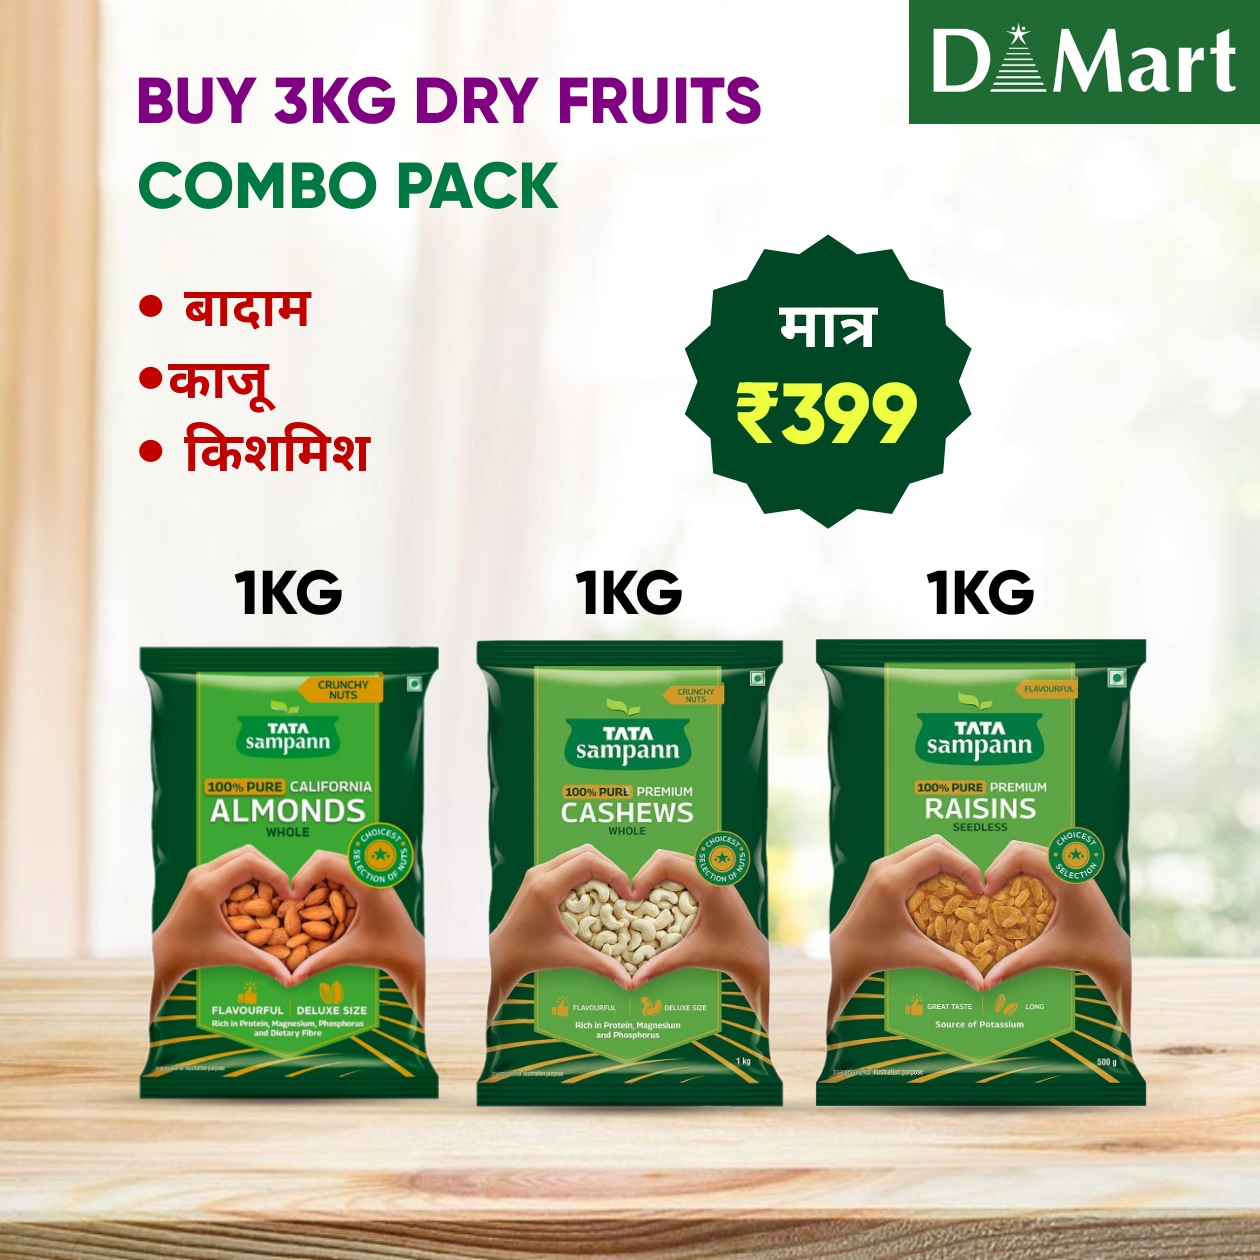 D Mart
BUY 3KG DRY FRUITS
COMBO PACK
• बादाम
• काजू
• किशमिश
मात्र
₹399
1KG
1KG
1KG
CRUNCHY
NUTS
TATA
sampann
100% PURE CALIFORNIA
ALMONDS
WHOLE
CHOICEST
SELECTION OF NUTS
FLAVOURFUL
DELUXE SIZE
Rich in Protein, Magnesium, Phosphorus
and Dietary Fibre
CRUNCHY
NUTS
TATA
sampann
100% PURE PREMIUM
CASHEWS
WHOLE
CHOICEST
SELECTION OF NUTS
FLAVOURFUL
DELUXE SIZE
Rich in Protein, Magnesium
and Phosphorus
1 kg
FLAVOURFUL
TATA
sampann
100% PURE PREMIUM
RAISINS
SEEDLESS
CHOICEST
SELECTION
GREAT TASTE
LONG
Source of Potassium
500 g
illustration purpose